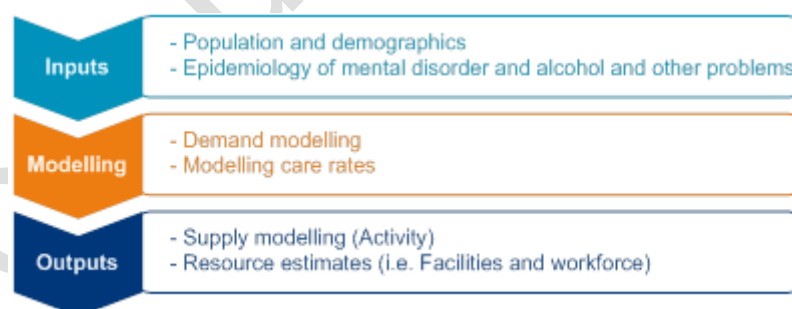 Inputs
- Population and demographics
- Epidemiology of mental disorder and alcohol and other problems
Modelling
- Demand modelling
- Modelling care rates
Outputs
- Supply modelling (Activity)
- Resource estimates (i.e. Facilities and workforce)